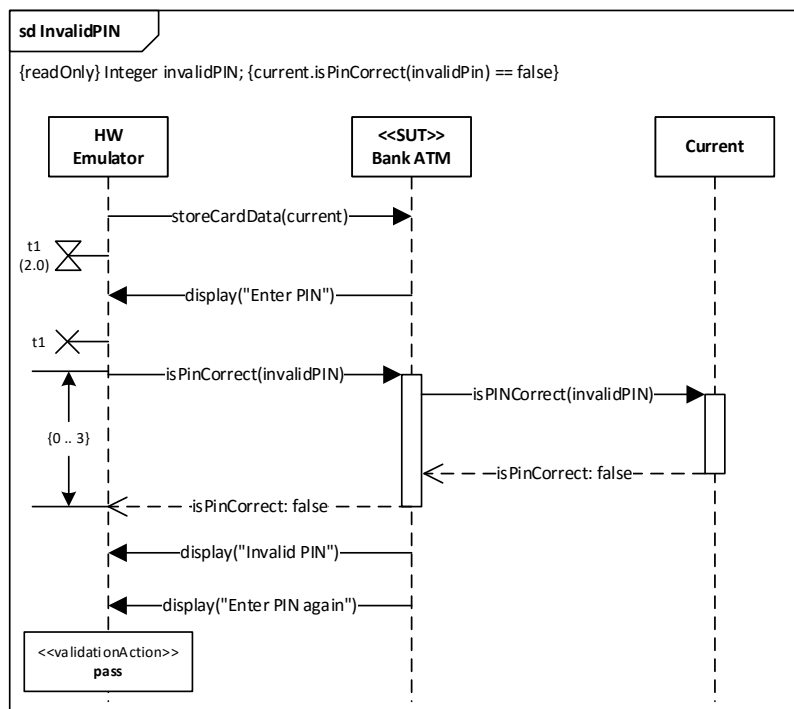 sd InvalidPIN
{readOnly} Integer invalidPIN; {current.isPinCorrect(invalidPin) == false}
HW
Emulator
<<SUT>>
Bank ATM
Current
storeCardData(current)
t1
(2.0)
display("Enter PIN")
t1
isPinCorrect(invalidPIN)
isPINCorrect(invalidPIN)
{0 .. 3}
isPinCorrect: false
isPinCorrect: false
display("Invalid PIN")
display("Enter PIN again")
<<validationAction>>
pass